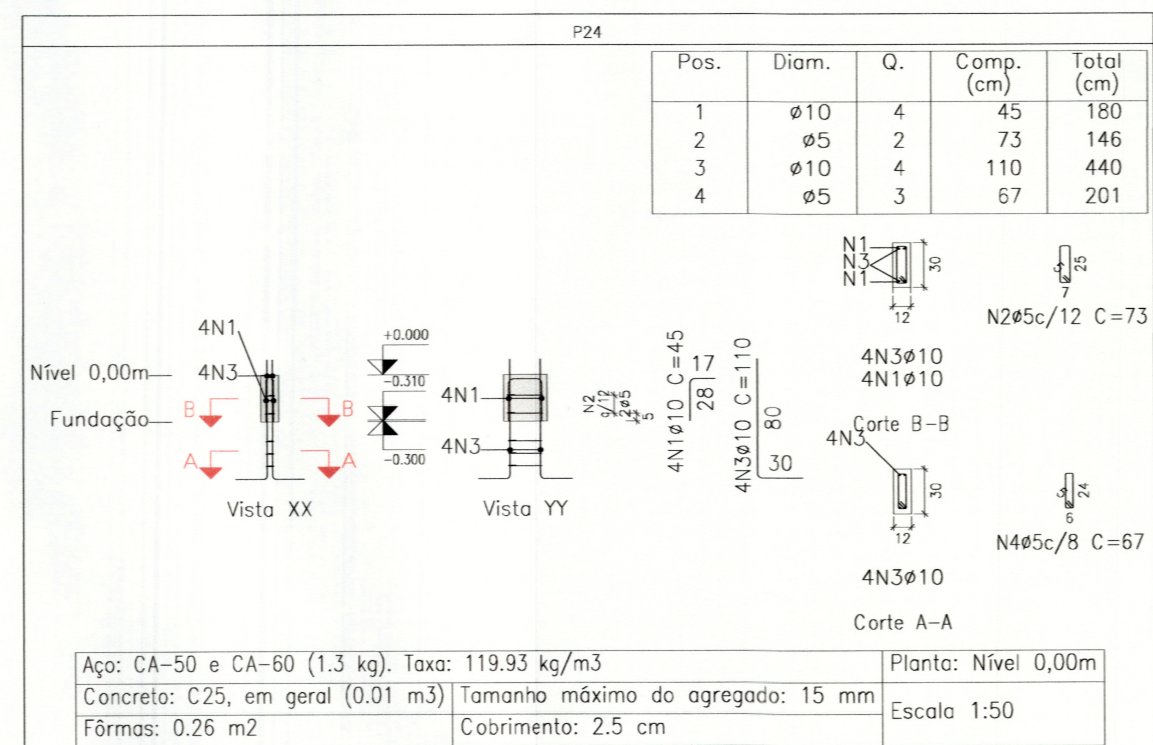 P24
Pos. Diam. Q. Comp. (cm) Total (cm)
1 ø10 4 45 180
2 ø5 2 73 146
3 ø10 4 110 440
4 ø5 3 67 201
N1
N3
N1
30
12
5
25
7
N2ø5c/12 C=73
4N3ø10
4N1ø10
Corte B-B
4N1
4N3
Nível 0,00m
Fundação
B
B
A
A
Vista XX
+0.000
-0.310
-0.300
4N1
4N3
Vista YY
N2
c/12
2ø5
5
4N1ø10 C=45
17
28
4N3ø10 C=110
80
30
4N3
30
12
5
24
6
N4ø5c/8 C=67
4N3ø10
Corte A-A
Aço: CA-50 e CA-60 (1.3 kg). Taxa: 119.93 kg/m3
Planta: Nível 0,00m
Concreto: C25, em geral (0.01 m3)
Tamanho máximo do agregado: 15 mm
Escala 1:50
Fôrmas: 0.26 m2
Cobrimento: 2.5 cm